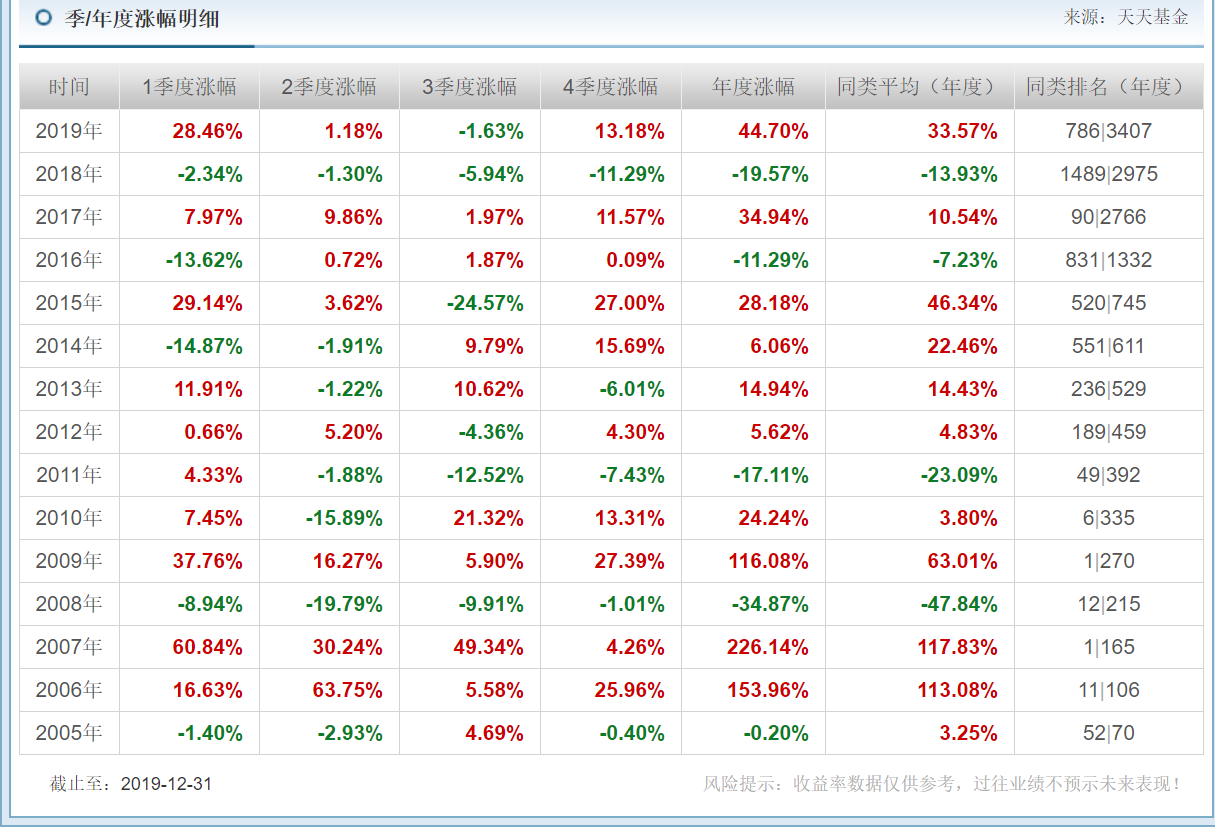 季/年度涨幅明细 来源：天天基金
时间 1季度涨幅 2季度涨幅 3季度涨幅 4季度涨幅 年度涨幅 同类平均（年度） 同类排名（年度）
2019年 28.46% 1.18% -1.63% 13.18% 44.70% 33.57% 786|3407
2018年 -2.34% -1.30% -5.94% -11.29% -19.57% -13.93% 1489|2975
2017年 7.97% 9.86% 1.97% 11.57% 34.94% 10.54% 90|2766
2016年 -13.62% 0.72% 1.87% 0.09% -11.29% -7.23% 831|1332
2015年 29.14% 3.62% -24.57% 27.00% 28.18% 46.34% 520|745
2014年 -14.87% -1.91% 9.79% 15.69% 6.06% 22.46% 551|611
2013年 11.91% -1.22% 10.62% -6.01% 14.94% 14.43% 236|529
2012年 0.66% 5.20% -4.36% 4.30% 5.62% 4.83% 189|459
2011年 4.33% -1.88% -12.52% -7.43% -17.11% -23.09% 49|392
2010年 7.45% -15.89% 21.32% 13.31% 24.24% 3.80% 6|335
2009年 37.76% 16.27% 5.90% 27.39% 116.08% 63.01% 1|270
2008年 -8.94% -19.79% -9.91% -1.01% -34.87% -47.84% 12|215
2007年 60.84% 30.24% 49.34% 4.26% 226.14% 117.83% 1|165
2006年 16.63% 63.75% 5.58% 25.96% 153.96% 113.08% 11|106
2005年 -1.40% -2.93% 4.69% -0.40% -0.20% 3.25% 52|70
截止至：2019-12-31 风险提示：收益率数据仅供参考，过往业绩不预示未来表现！